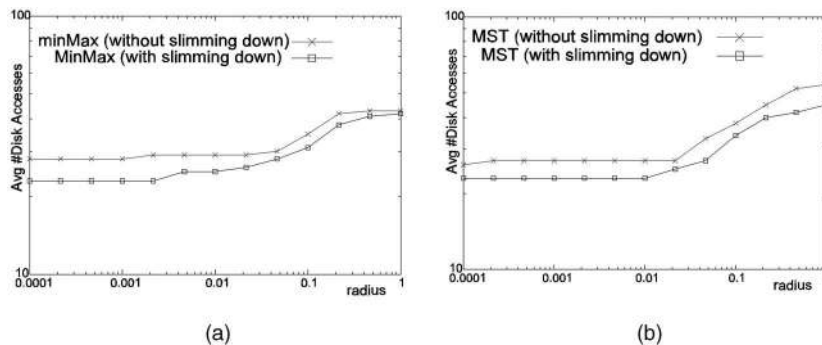 100
minMax (without slimming down)
MinMax (with slimming down)
Avg #Disk Accesses
10
0.0001
0.001
0.01
0.1
1
radius
(a)
100
MST (without slimming down)
MST (with slimming down)
Avg #Disk Accesses
10
0.0001
0.001
0.01
0.1
radius
(b)